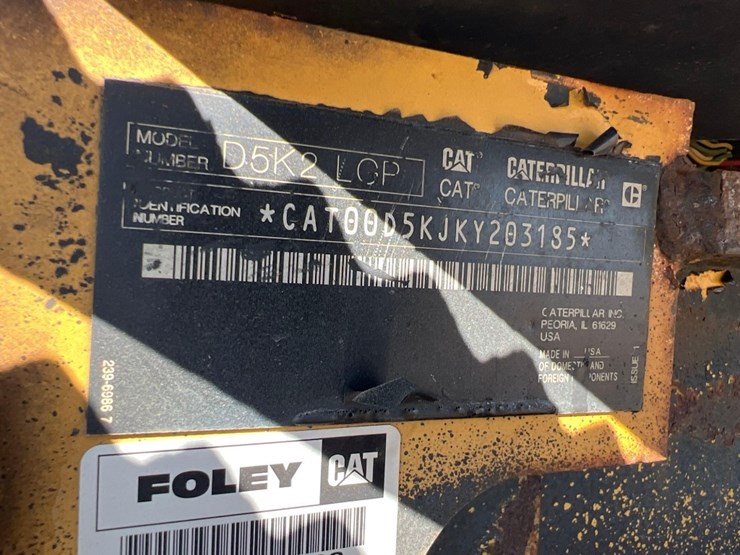 MODEL
NUMBER D5K2 LGP
CAT CATERPILLAR
CAT® CATERPILLAR®
IDENTIFICATION
NUMBER
*CAT00D5KJKY203185*
CATERPILLAR INC.
PEORIA, IL 61629
USA
MADE IN USA
OF DOMESTIC AND
FOREIGN
ISSUE 1
239-6986 7
FOLEY CAT